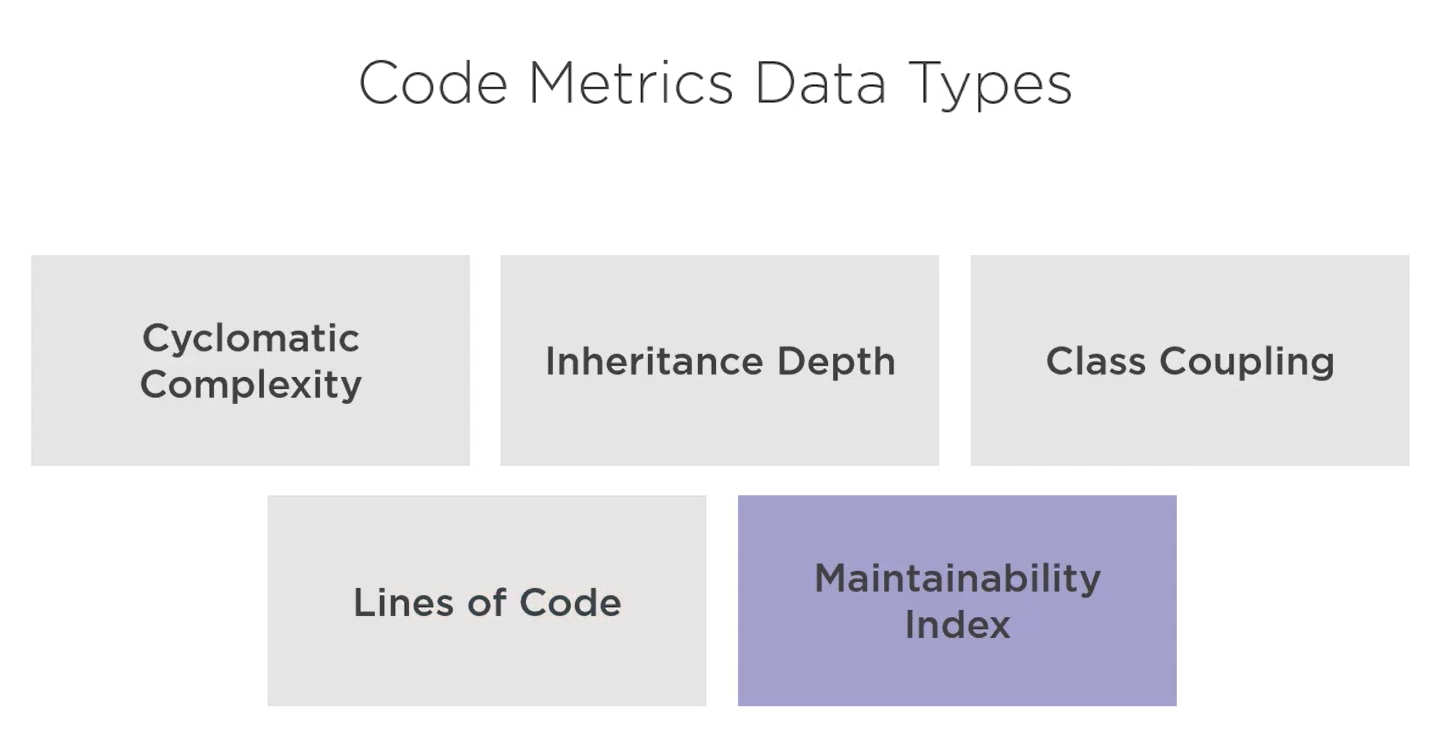 Code Metrics Data Types
Cyclomatic
Complexity
Inheritance Depth
Class Coupling
Lines of Code
Maintainability
Index